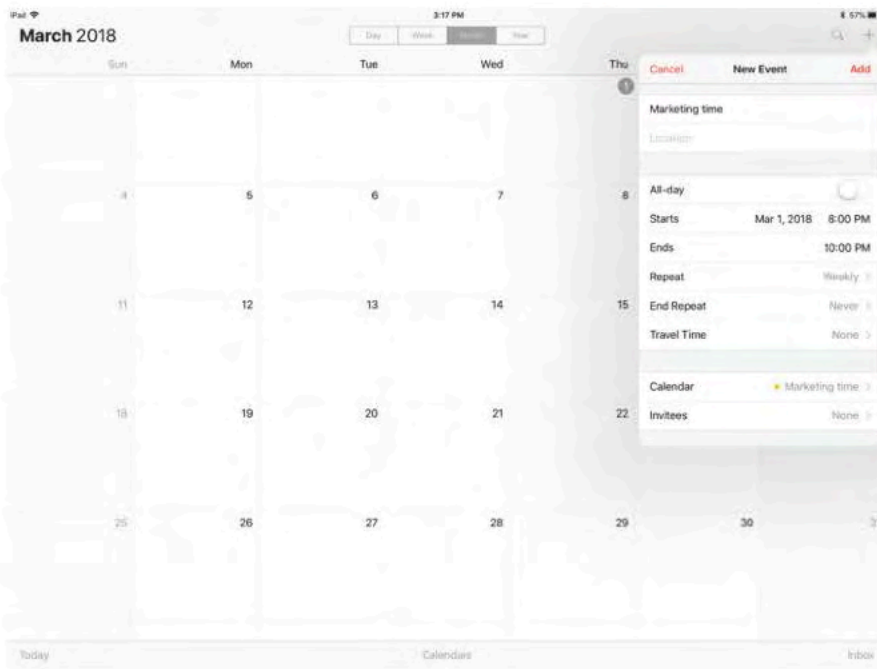 iPad 3:17 PM 57%
March 2018
Day Week Month Year
Sun Mon Tue Wed Thu
1
Cancel New Event Add
Marketing time
Location
All-day
Starts Mar 1, 2018 8:00 PM
Ends 10:00 PM
Repeat Weekly
End Repeat Never
Travel Time None
Calendar Marketing time
Invitees None
4 5 6 7 8
11 12 13 14 15
18 19 20 21 22
25 26 27 28 29 30
Today Calendars Inbox